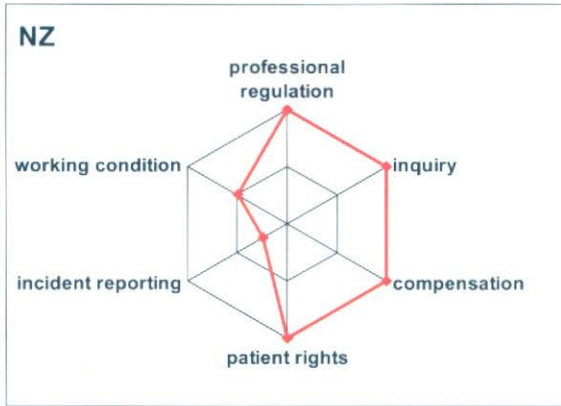 NZ
professional
regulation
working condition
inquiry
incident reporting
compensation
patient rights